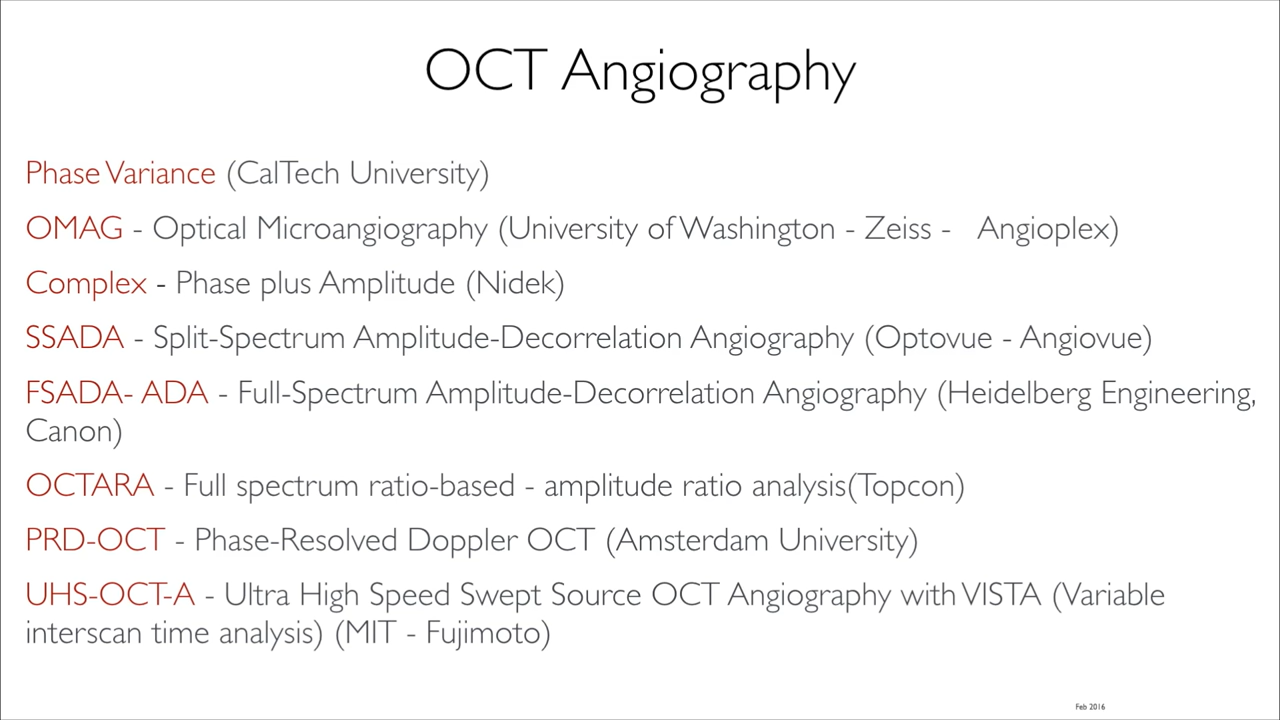 OCT Angiography
Phase Variance (CalTech University)
OMAG - Optical Microangiography (University of Washington - Zeiss - Angioplex)
Complex - Phase plus Amplitude (Nidek)
SSADA - Split-Spectrum Amplitude-Decorrelation Angiography (Optovue - Angiovue)
FSADA- ADA - Full-Spectrum Amplitude-Decorrelation Angiography (Heidelberg Engineering,
Canon)
OCTARA - Full spectrum ratio-based - amplitude ratio analysis(Topcon)
PRD-OCT - Phase-Resolved Doppler OCT (Amsterdam University)
UHS-OCT-A - Ultra High Speed Swept Source OCT Angiography with VISTA (Variable
interscan time analysis) (MIT - Fujimoto)
Feb 2016